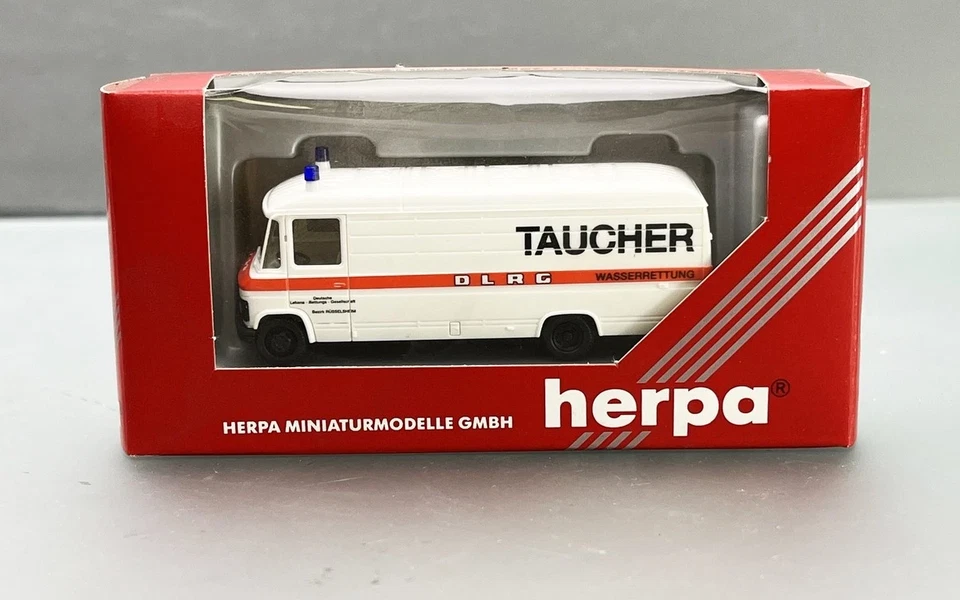 TAUCHER
DLRG WASSERRETTUNG
Deutsche
Lebens - Rettungs - Gesellschaft
Bezirk RÜSSELSHEIM
herpa®
HERPA MINIATURMODELLE GMBH